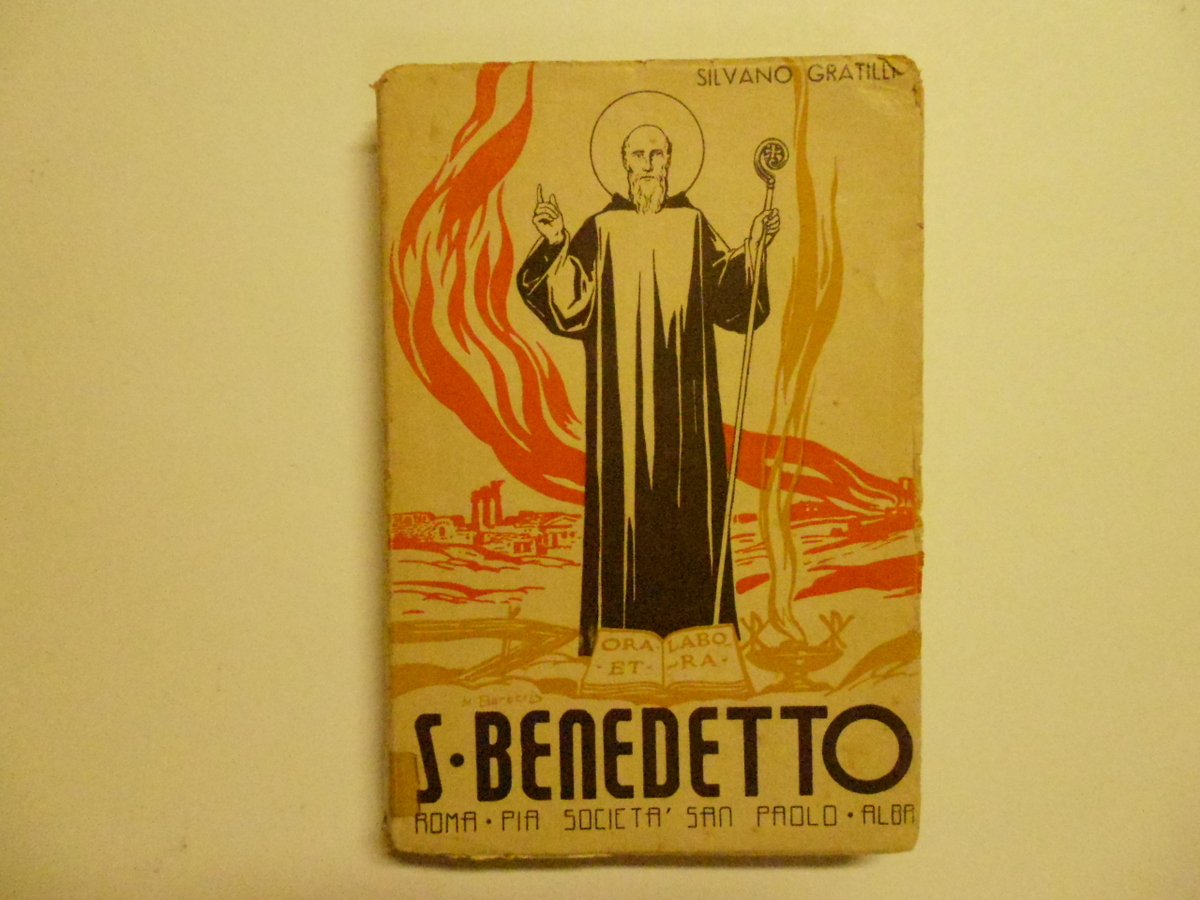 SILVANO GRATILLI
ORA
ET
LABO
RA
S·BENEDETTO
ROMA · PIA SOCIETA' SAN PAOLO · ALBA